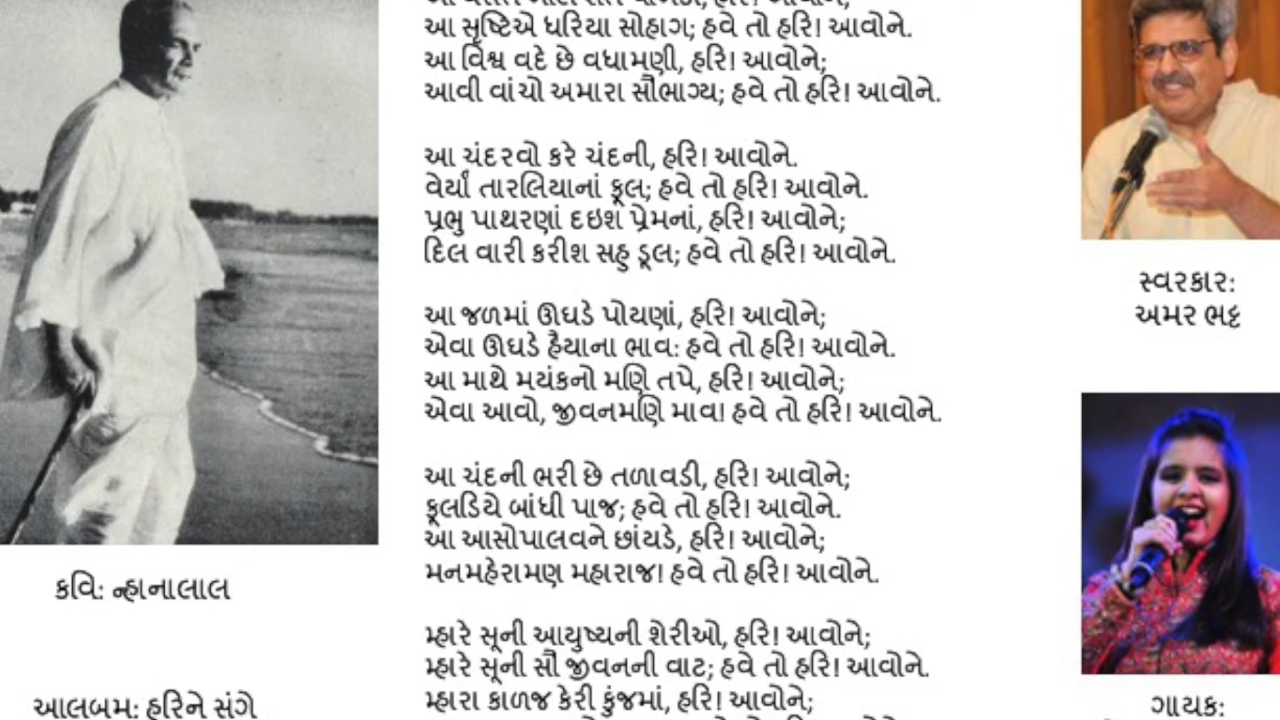 આ સૃષ્ટિએ ધરિયા સોહાગ; હવે તો હરિ! આવોને.
આ વિશ્વ વદે છે વધામણી, હરિ! આવોને;
આવી વાંચો અમારા સૌભાગ્ય; હવે તો હરિ! આવોને.
આ ચંદરવો કરે ચંદની, હરિ! આવોને.
વેર્યાં તારલિયાનાં ફૂલ; હવે તો હરિ! આવોને.
પ્રભુ પાથરણાં દઇશ પ્રેમનાં, હરિ! આવોને;
દિલ વારી કરીશ સહુ ડૂલ; હવે તો હરિ! આવોને.
આ જળમાં ઊઘડે પોયણાં, હરિ! આવોને;
એવા ઊઘડે હૈયાના ભાવ: હવે તો હરિ! આવોને.
આ માથે મયંકનો મણિ તપે, હરિ! આવોને;
એવા આવો, જીવનમણિ માવ! હવે તો હરિ! આવોને.
આ ચંદની ભરી છે તળાવડી, હરિ! આવોને;
ફૂલડિયે બાંધી પાજ; હવે તો હરિ! આવોને.
આ આસોપાલવને છાંયડે, હરિ! આવોને;
મનમહેરામણ મહારાજ! હવે તો હરિ! આવોને.
મ્હારે સૂની આયુષ્યની શેરીઓ, હરિ! આવોને;
મ્હારે સૂની સૌ જીવનની વાટ; હવે તો હરિ! આવોને.
મ્હારા કાળજ કેરી કુંજમાં, હરિ! આવોને;
કવિ: ન્હાનાલાલ
આલબમ: હરિને સંગે
સ્વરકાર:
અમર ભટ્ટ
ગાયક: